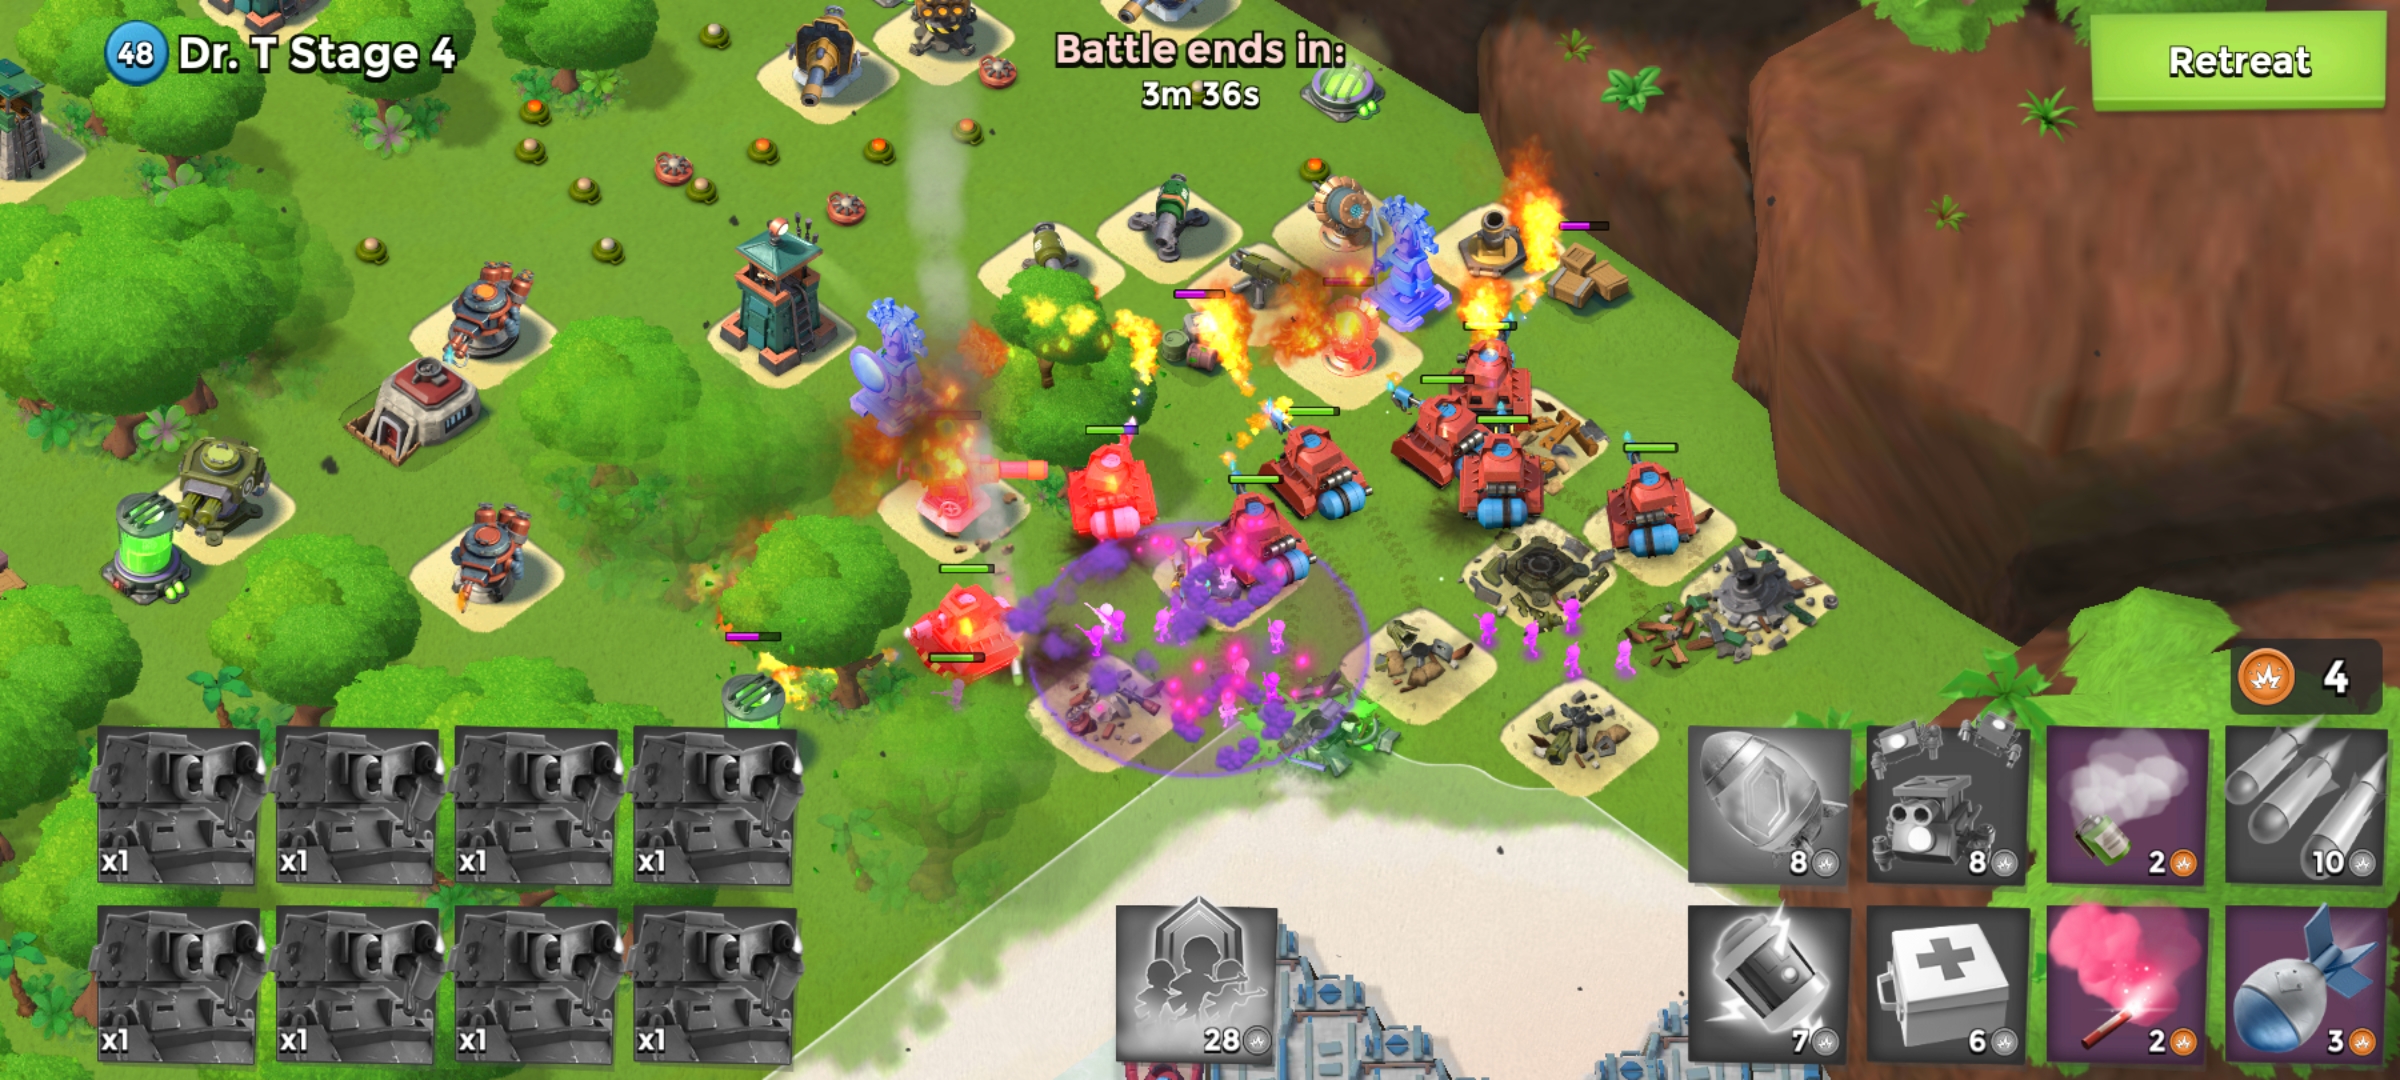 48 Dr. T Stage 4
Battle ends in:
3m 36s
Retreat
4
x1 x1 x1 x1
8 8 2 10
x1 x1 x1 x1
28
7 6 2 3